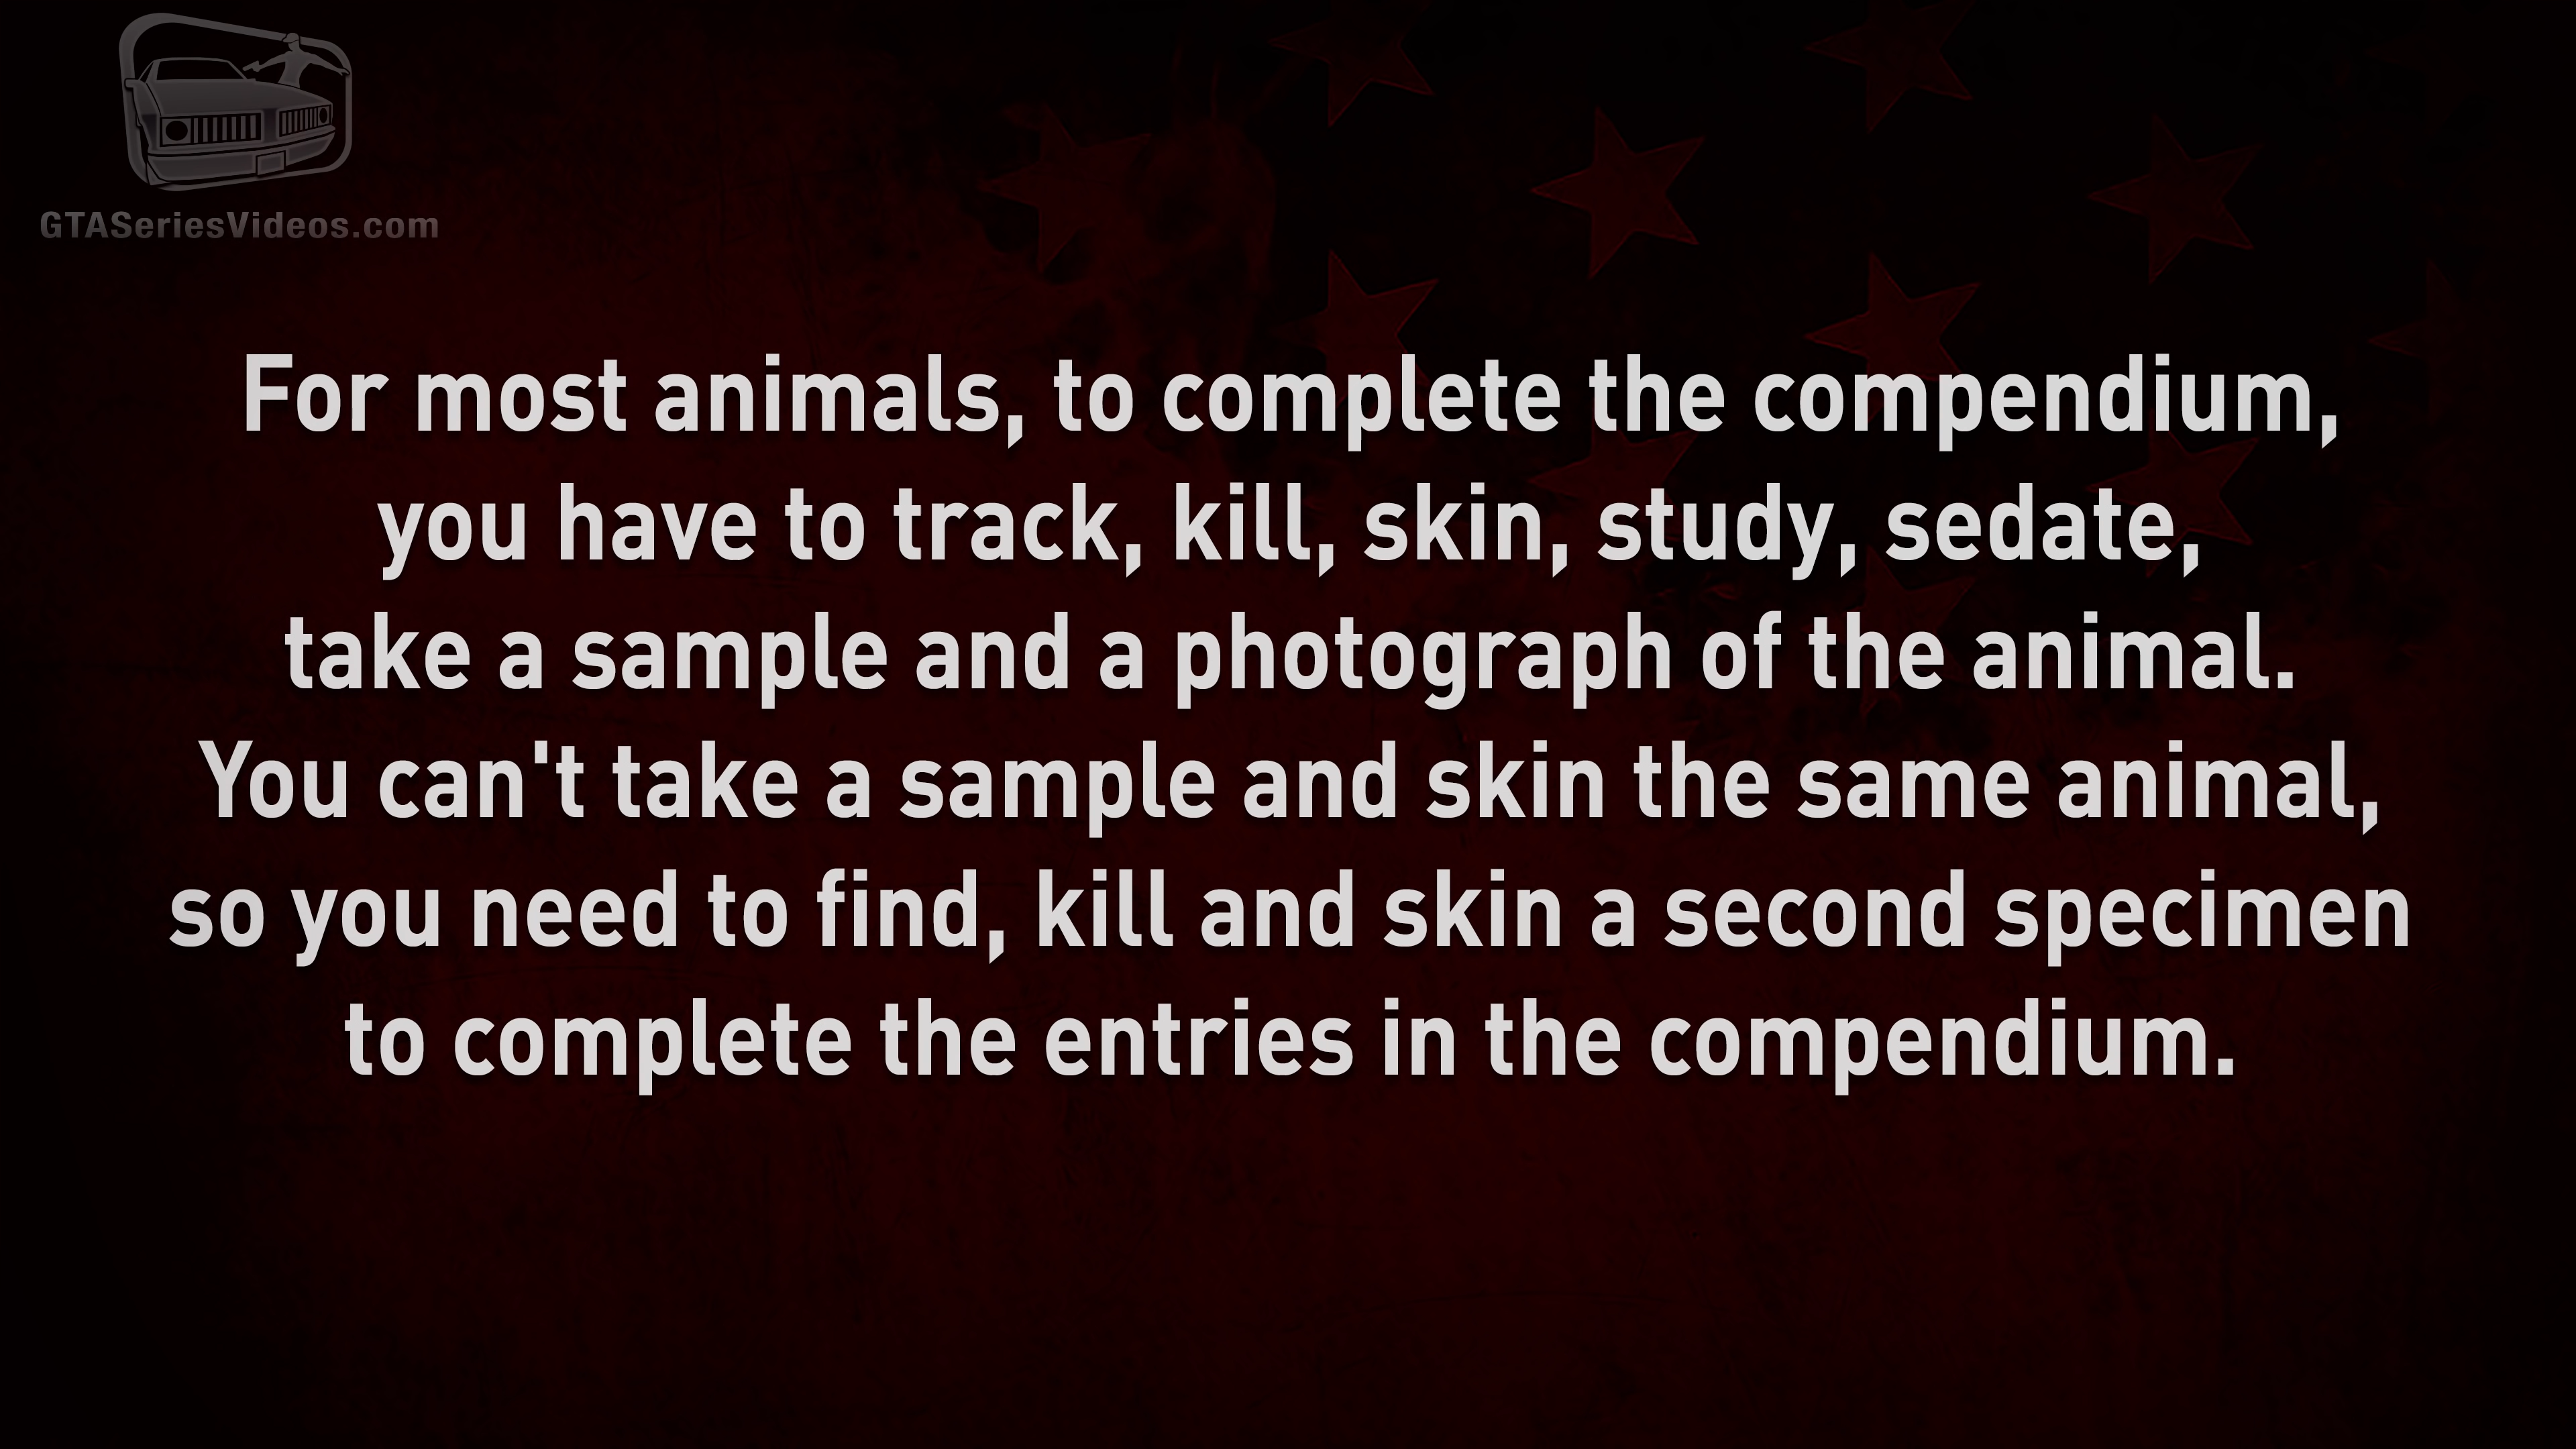 GTASeriesVideos.com
For most animals, to complete the compendium,
you have to track, kill, skin, study, sedate,
take a sample and a photograph of the animal.
You can't take a sample and skin the same animal,
so you need to find, kill and skin a second specimen
to complete the entries in the compendium.